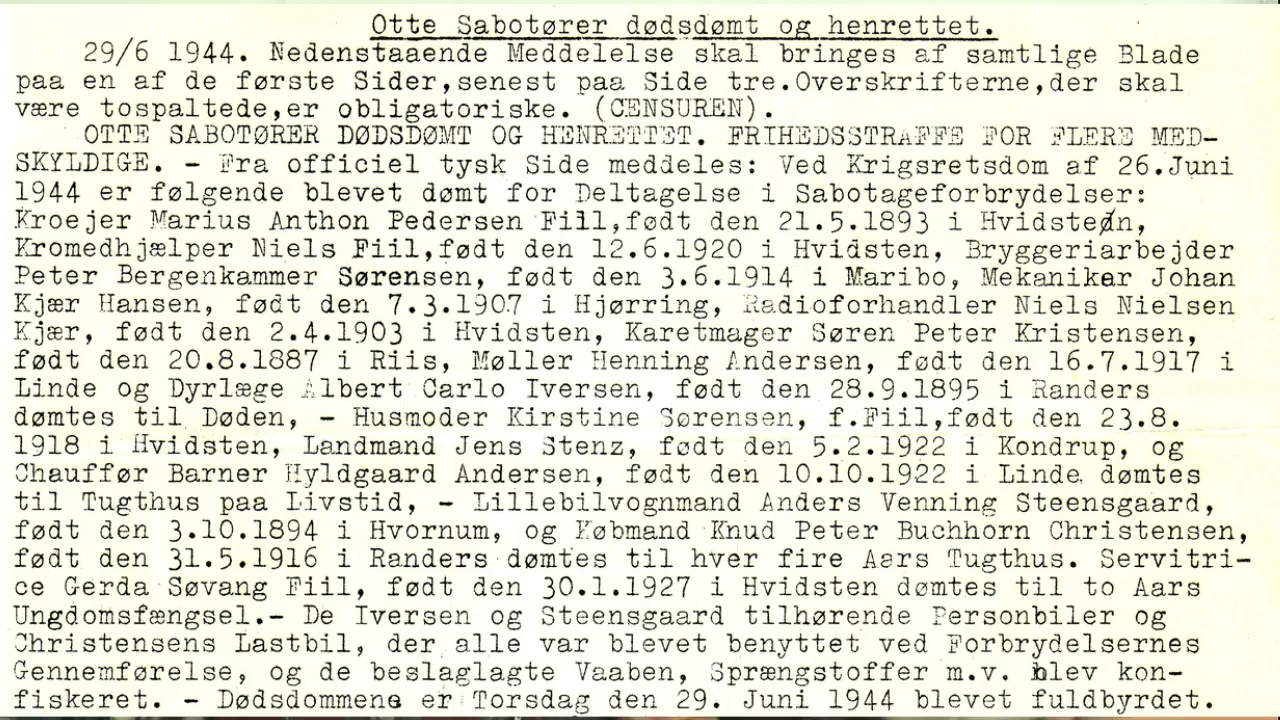 Otte Sabotører dødsdømt og henrettet.
29/6 1944. Nedenstaaende Meddelelse skal bringes af samtlige Blade
paa en af de første Sider,senest paa Side tre.Overskrifterne,der skal
være tospaltede,er obligatoriske. (CENSUREN).
OTTE SABOTØRER DØDSDØMT OG HENRETTET. FRIHEDSSTRAFFE FOR FLERE MED-
SKYLDIGE. - Fra officiel tysk Side meddeles: Ved Krigsretsdom af 26.Juni
1944 er følgende blevet dømt for Deltagelse i Sabotageforbrydelser:
Kroejer Marius Anthon Pedersen Fiil,født den 21.5.1893 i Hvidsten,
Kromedhjælper Niels Fiil,født den 12.6.1920 i Hvidsten, Bryggeriarbejder
Peter Bergenkammer Sørensen, født den 3.6.1914 i Maribo, Mekaniker Johan
Kjær Hansen, født den 7.3.1907 i Hjørring, Radioforhandler Niels Nielsen
Kjær, født den 2.4.1903 i Hvidsten, Karetmager Søren Peter Kristensen,
født den 20.8.1887 i Riis, Møller Henning Andersen, født den 16.7.1917 i
Linde og Dyrlæge Albert Carlo Iversen, født den 28.9.1895 i Randers
dømtes til Døden, - Husmoder Kirstine Sørensen, f.Fiil,født den 23.8.
1918 i Hvidsten, Landmand Jens Stenz, født den 5.2.1922 i Kondrup, og
Chauffør Barner Hyldgaard Andersen, født den 10.10.1922 i Linde dømtes
til Tugthus paa Livstid, - Lillebilvognmand Anders Venning Steensgaard,
født den 3.10.1894 i Hvornum, og Købmand Knud Peter Buchhorn Christensen,
født den 31.5.1916 i Randers dømtes til hver fire Aars Tugthus. Servitri-
ce Gerda Søvang Fiil, født den 30.1.1927 i Hvidsten dømtes til to Aars
Ungdomsfængsel.- De Iversen og Steensgaard tilhørende Personbiler og
Christensens Lastbil, der alle var blevet benyttet ved Forbrydelsernes
Gennemførelse, og de beslaglagte Vaaben, Sprængstoffer m.v. blev kon-
fiskeret. - Dødsdommene er Torsdag den 29. Juni 1944 blevet fuldbyrdet.